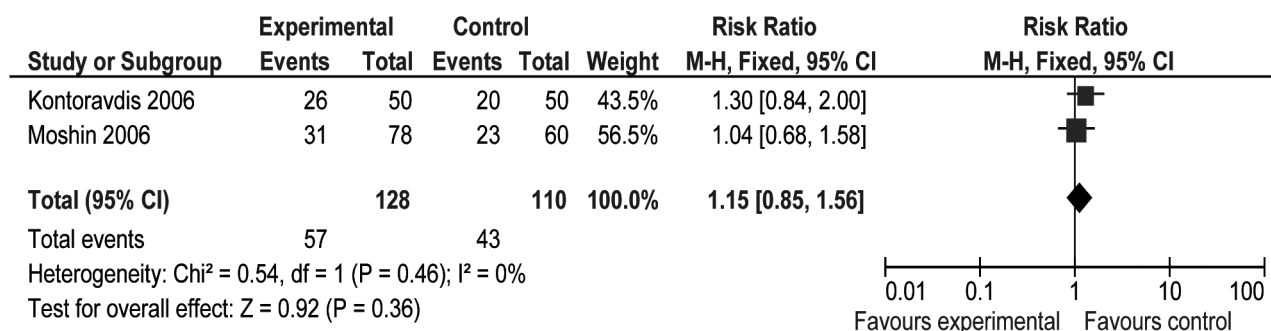 Experimental Control Risk Ratio Risk Ratio
Study or Subgroup Events Total Events Total Weight M-H, Fixed, 95% CI M-H, Fixed, 95% CI
Kontoravdis 2006 26 50 20 50 43.5% 1.30 [0.84, 2.00]
Moshin 2006 31 78 23 60 56.5% 1.04 [0.68, 1.58]
Total (95% CI) 128 110 100.0% 1.15 [0.85, 1.56]
Total events 57 43
Heterogeneity: Chi² = 0.54, df = 1 (P = 0.46); I² = 0%
Test for overall effect: Z = 0.92 (P = 0.36)
0.01 0.1 1 10 100
Favours experimental Favours control